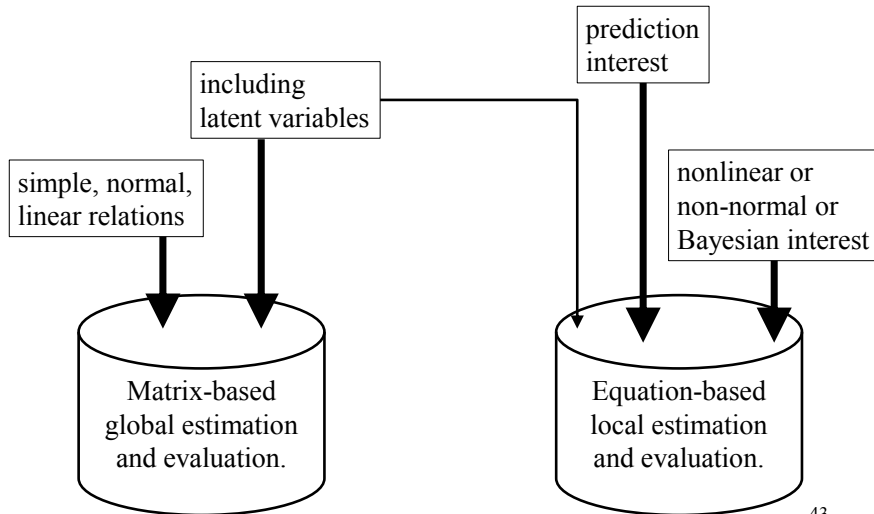 prediction
interest
including
latent variables
simple, normal,
linear relations
nonlinear or
non-normal or
Bayesian interest
Matrix-based
global estimation
and evaluation.
Equation-based
local estimation
and evaluation.
43